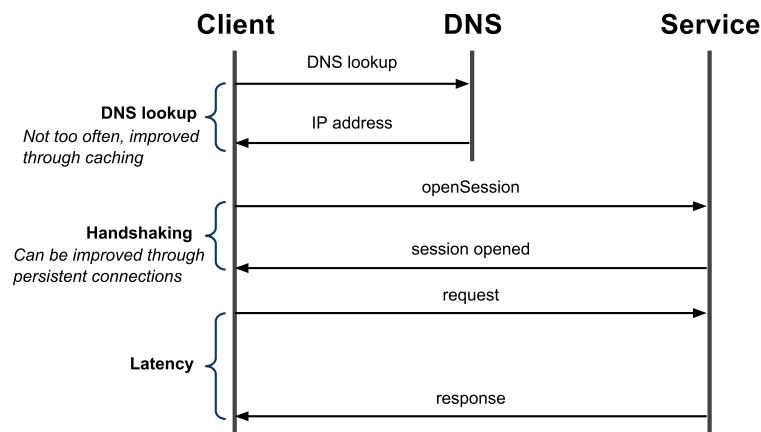 Client
DNS
Service
DNS lookup
DNS lookup
Not too often, improved
through caching
IP address
openSession
Handshaking
Can be improved through
persistent connections
session opened
request
Latency
response